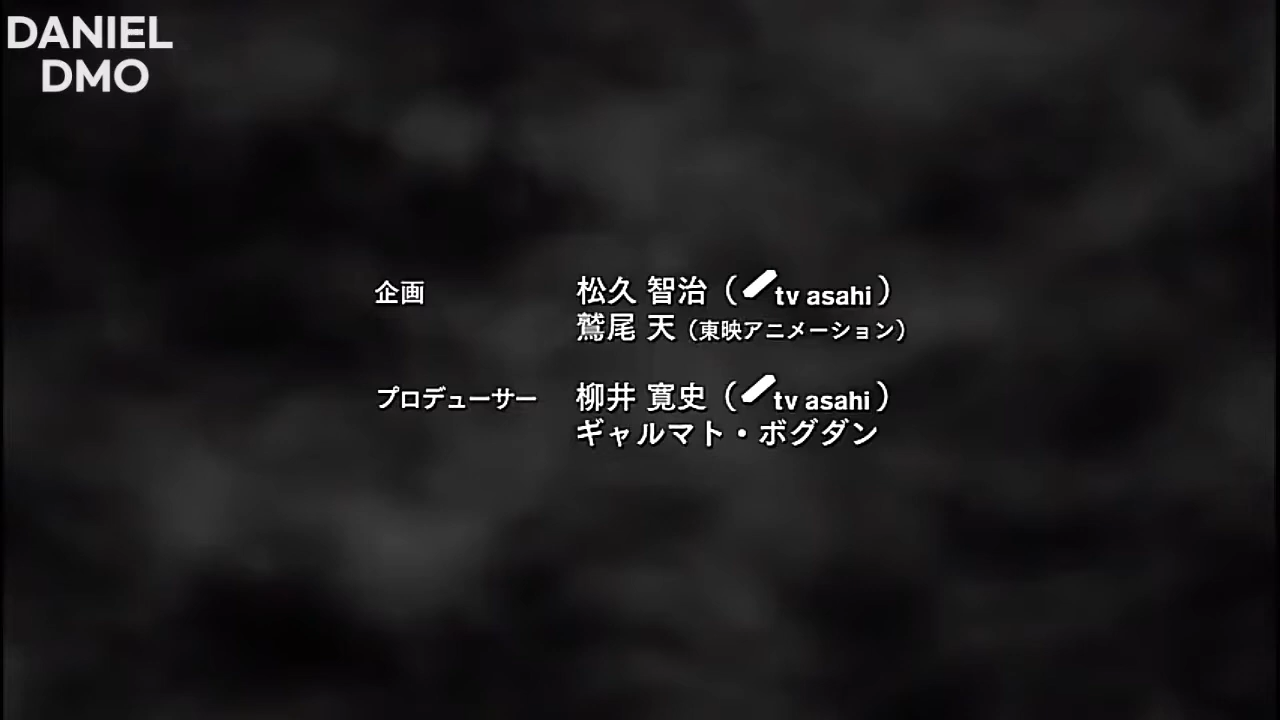 DANIEL
DMO
企画 松久 智治（tv asahi）
鷲尾 天（東映アニメーション）
プロデューサー 柳井 寛史（tv asahi）
ギャルマト・ボグダン